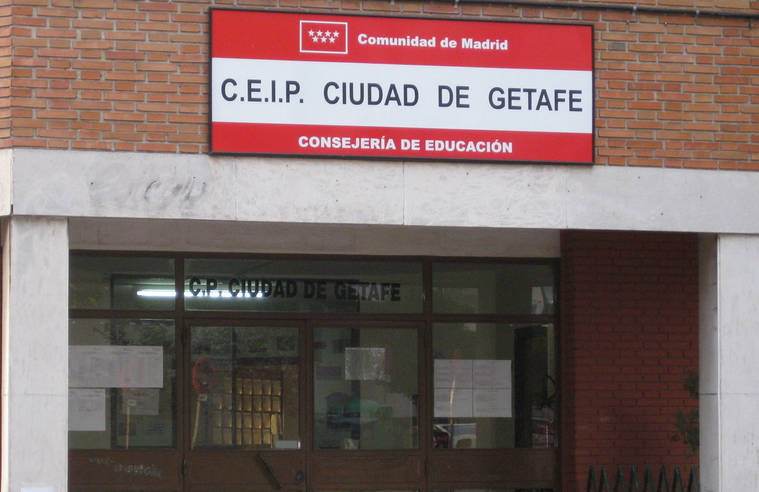 Comunidad de Madrid
C.E.I.P. CIUDAD DE GETAFE
CONSEJERÍA DE EDUCACIÓN
C.P. CIUDAD DE GETAFE